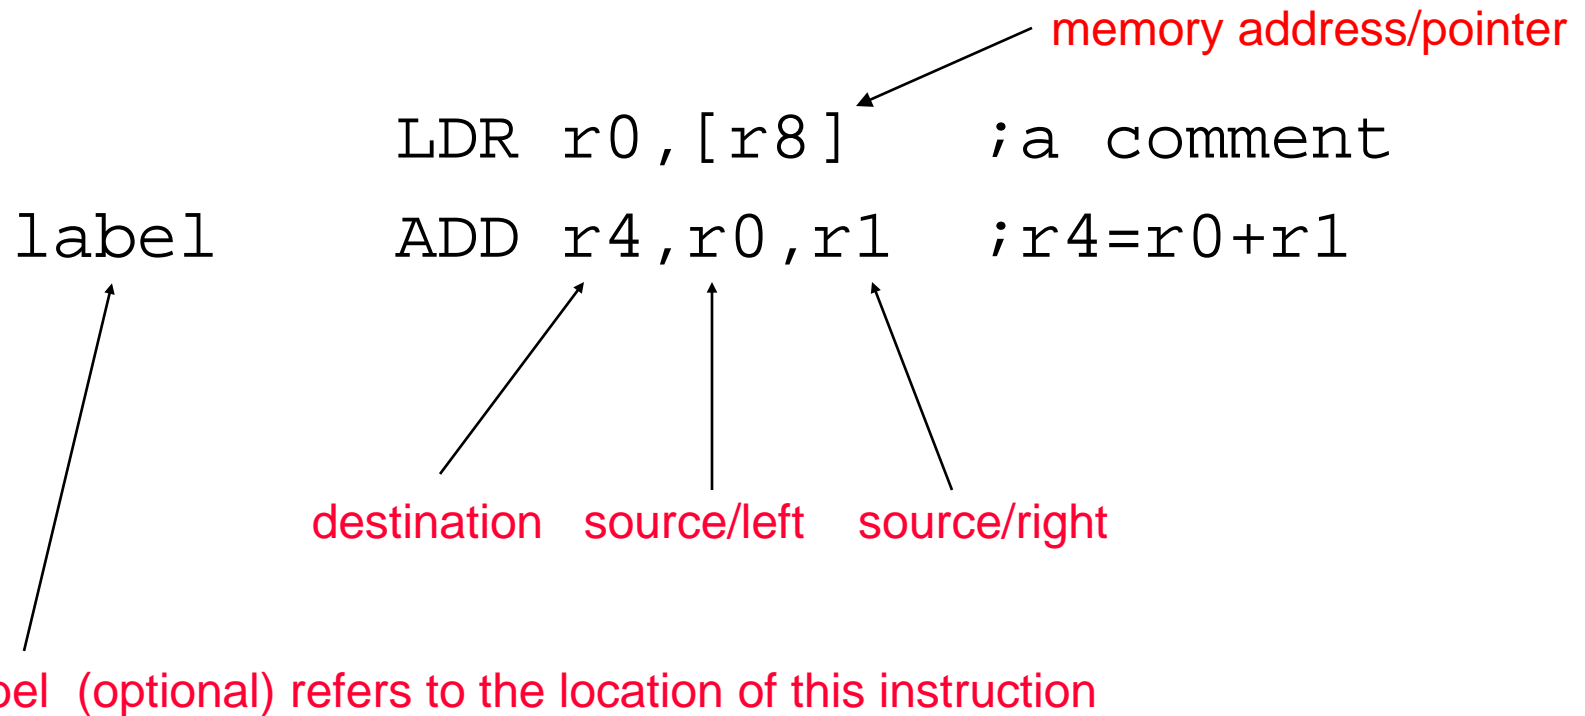 memory address/pointer
LDR r0,[r8] ;a comment
label ADD r4,r0,r1 ;r4=r0+r1
destination source/left source/right
(optional) refers to the location of this instruction